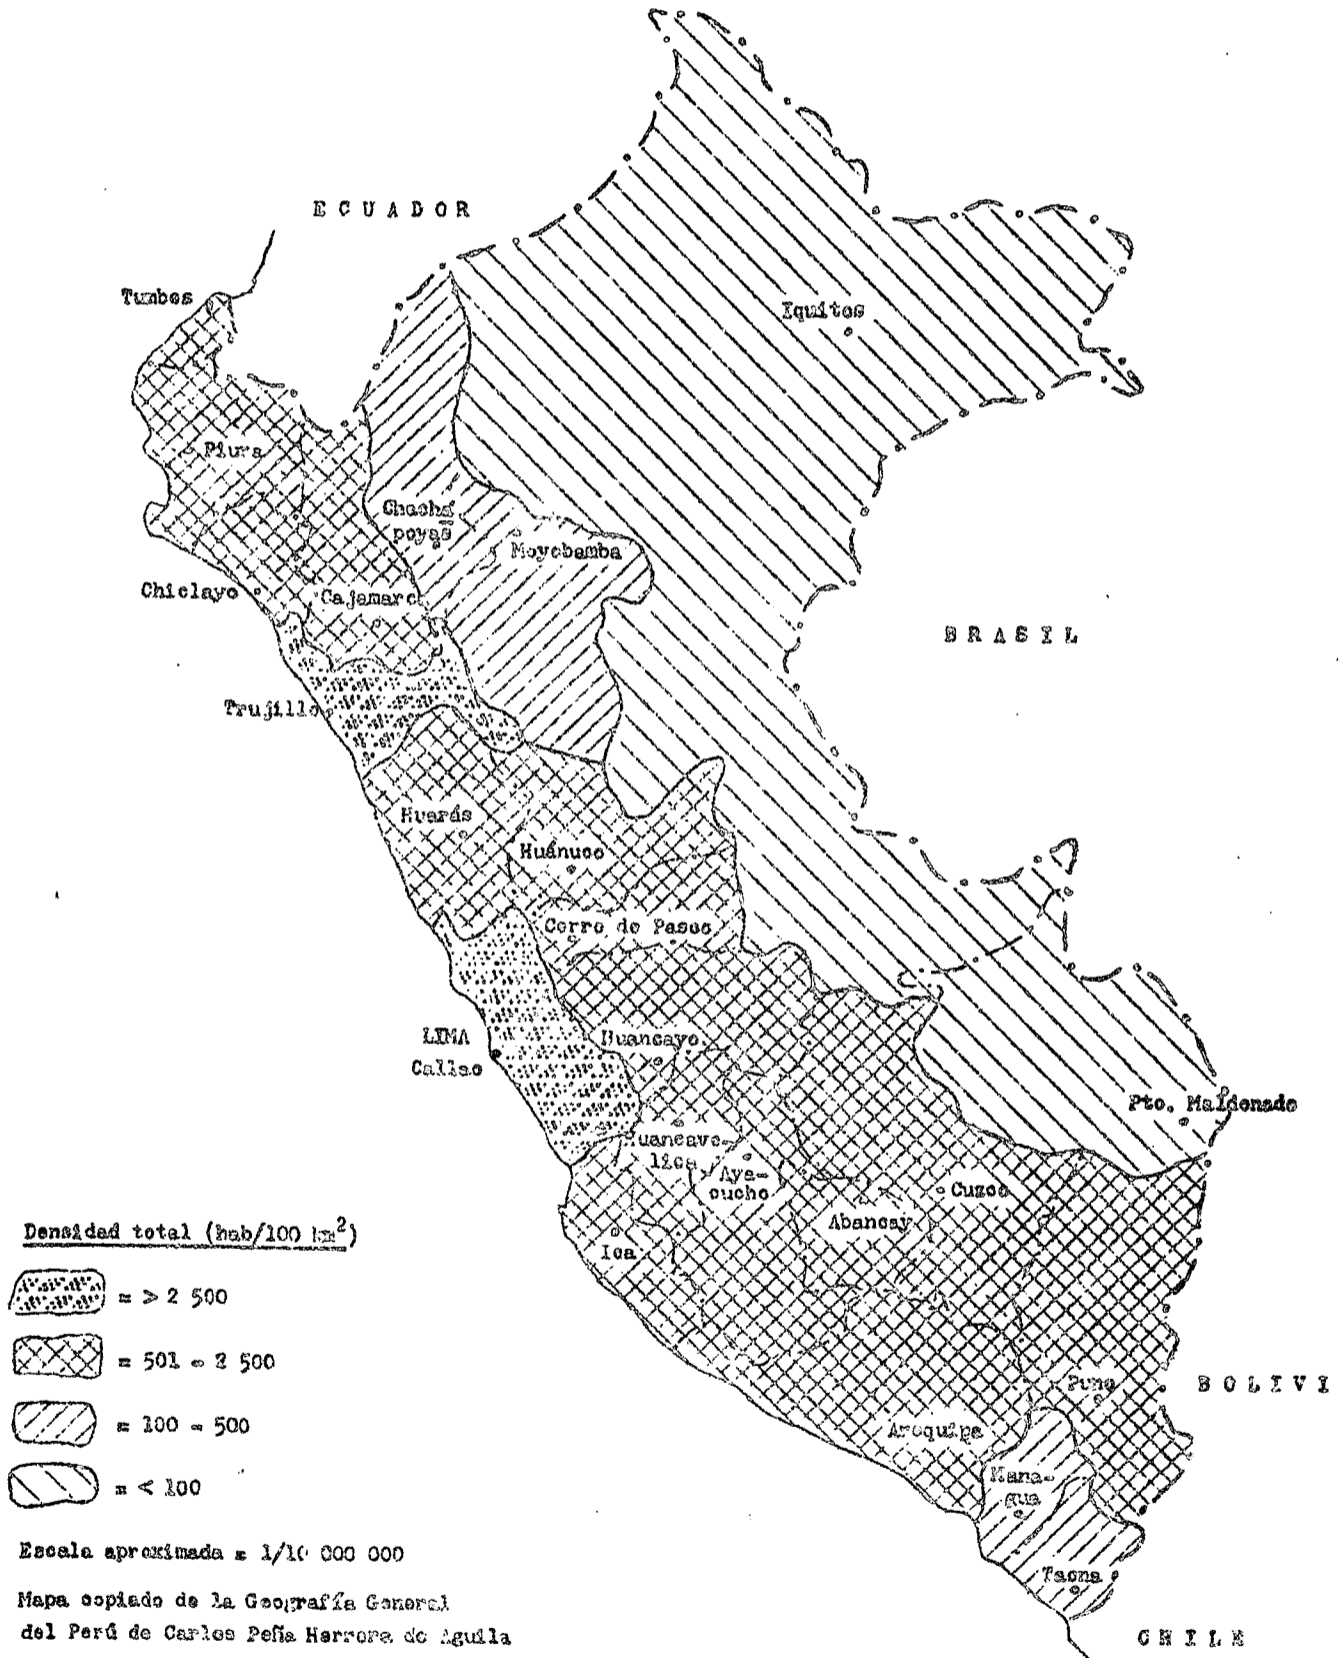 ECUADOR
Tumbes
Iquitos
Piura
Chacha
poyas
Moyobamba
Chiclayo
Cajamarc
BRASIL
Trujillo
Huarás
Huánuco
Cerro de Pasco
LIMA
Callao
Huancayo
Pto. Maldonado
Huancave-
lica
Aya-
cucho
Cuzco
Abancay
Ica
Densidad total (hab/100 km²)
= > 2 500
= 501 - 2 500
= 100 - 500
= < 100
Puno
BOLIVI
Arequipa
gua
Tacna
CHILE
Escala aproximada = 1/10 000 000
Mapa copiado de la Geografía General
del Perú de Carlos Peña Herrera de Aguila